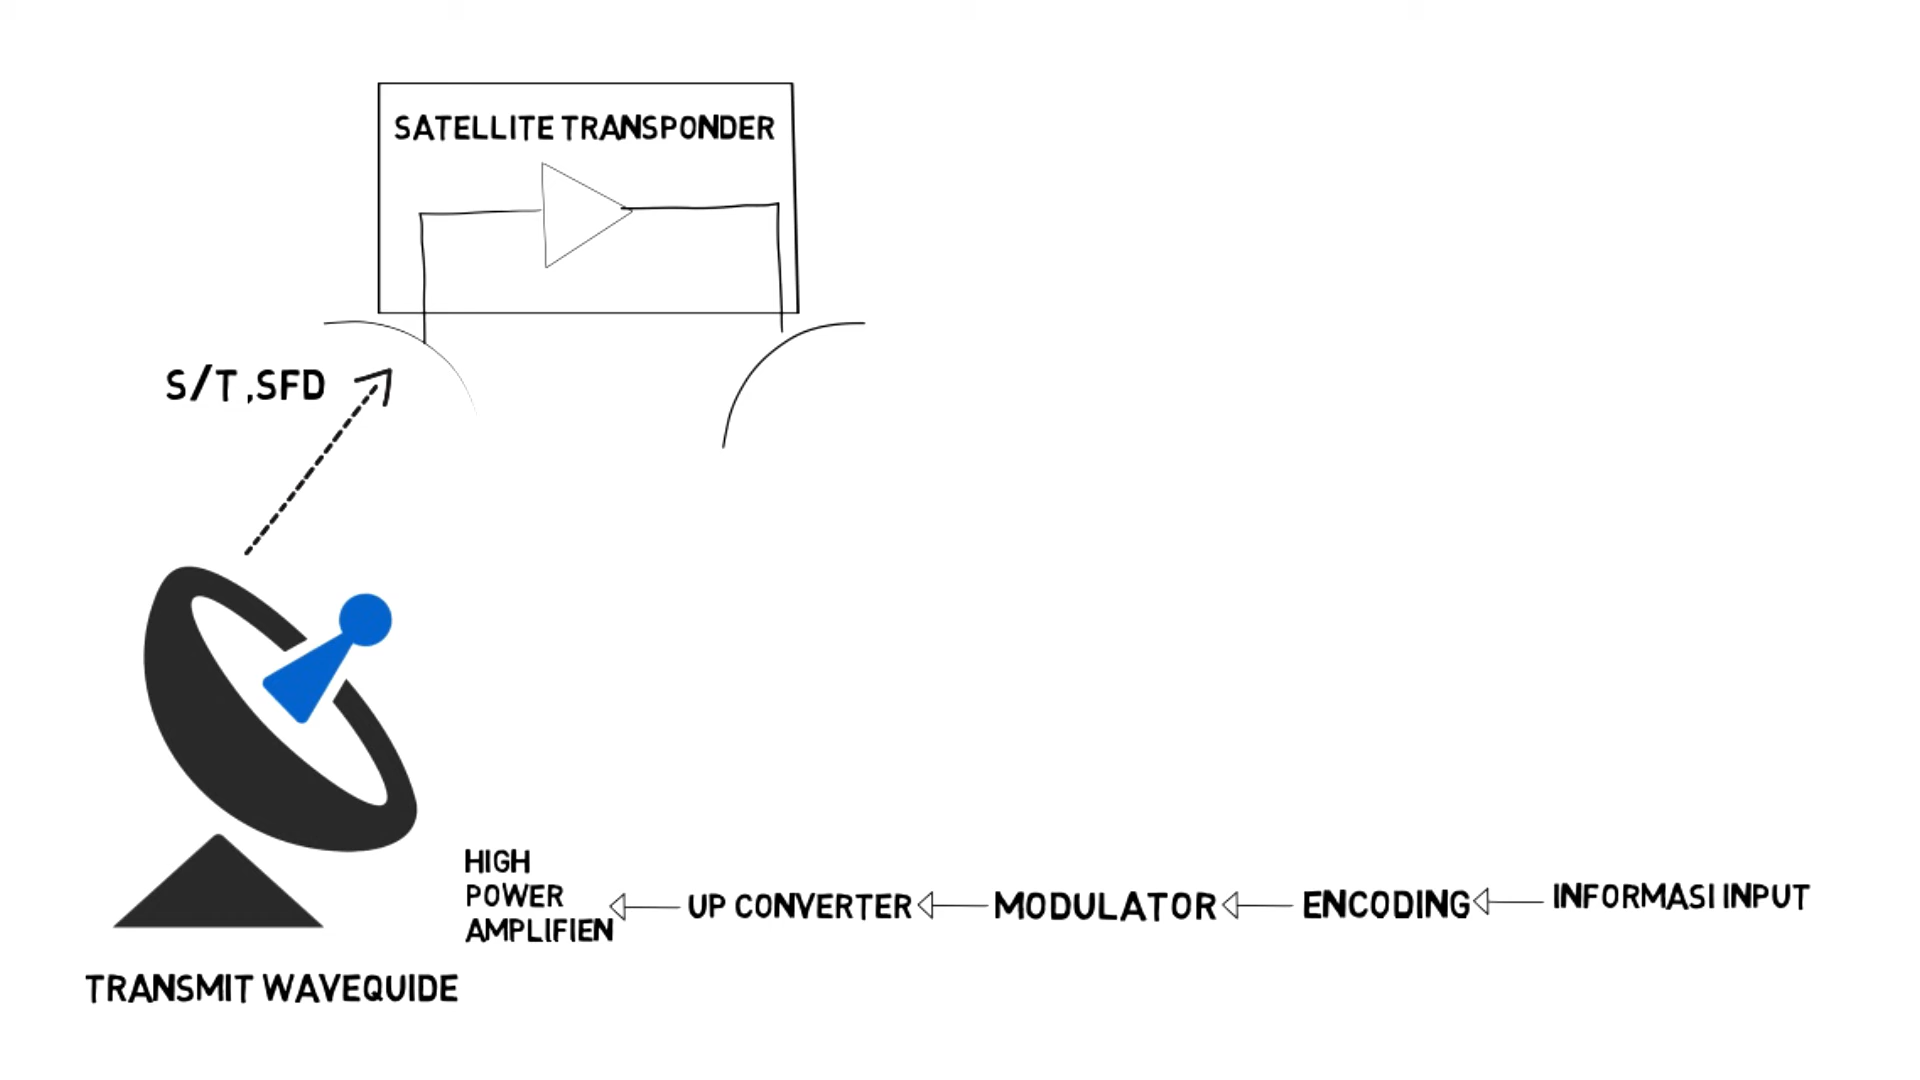 SATELLITE TRANSPONDER
S/T ,SFD
HIGH
POWER
AMPLIFIEN
UP CONVERTER
MODULATOR
ENCODING
INFORMASI INPUT
TRANSMIT WAVEQUIDE